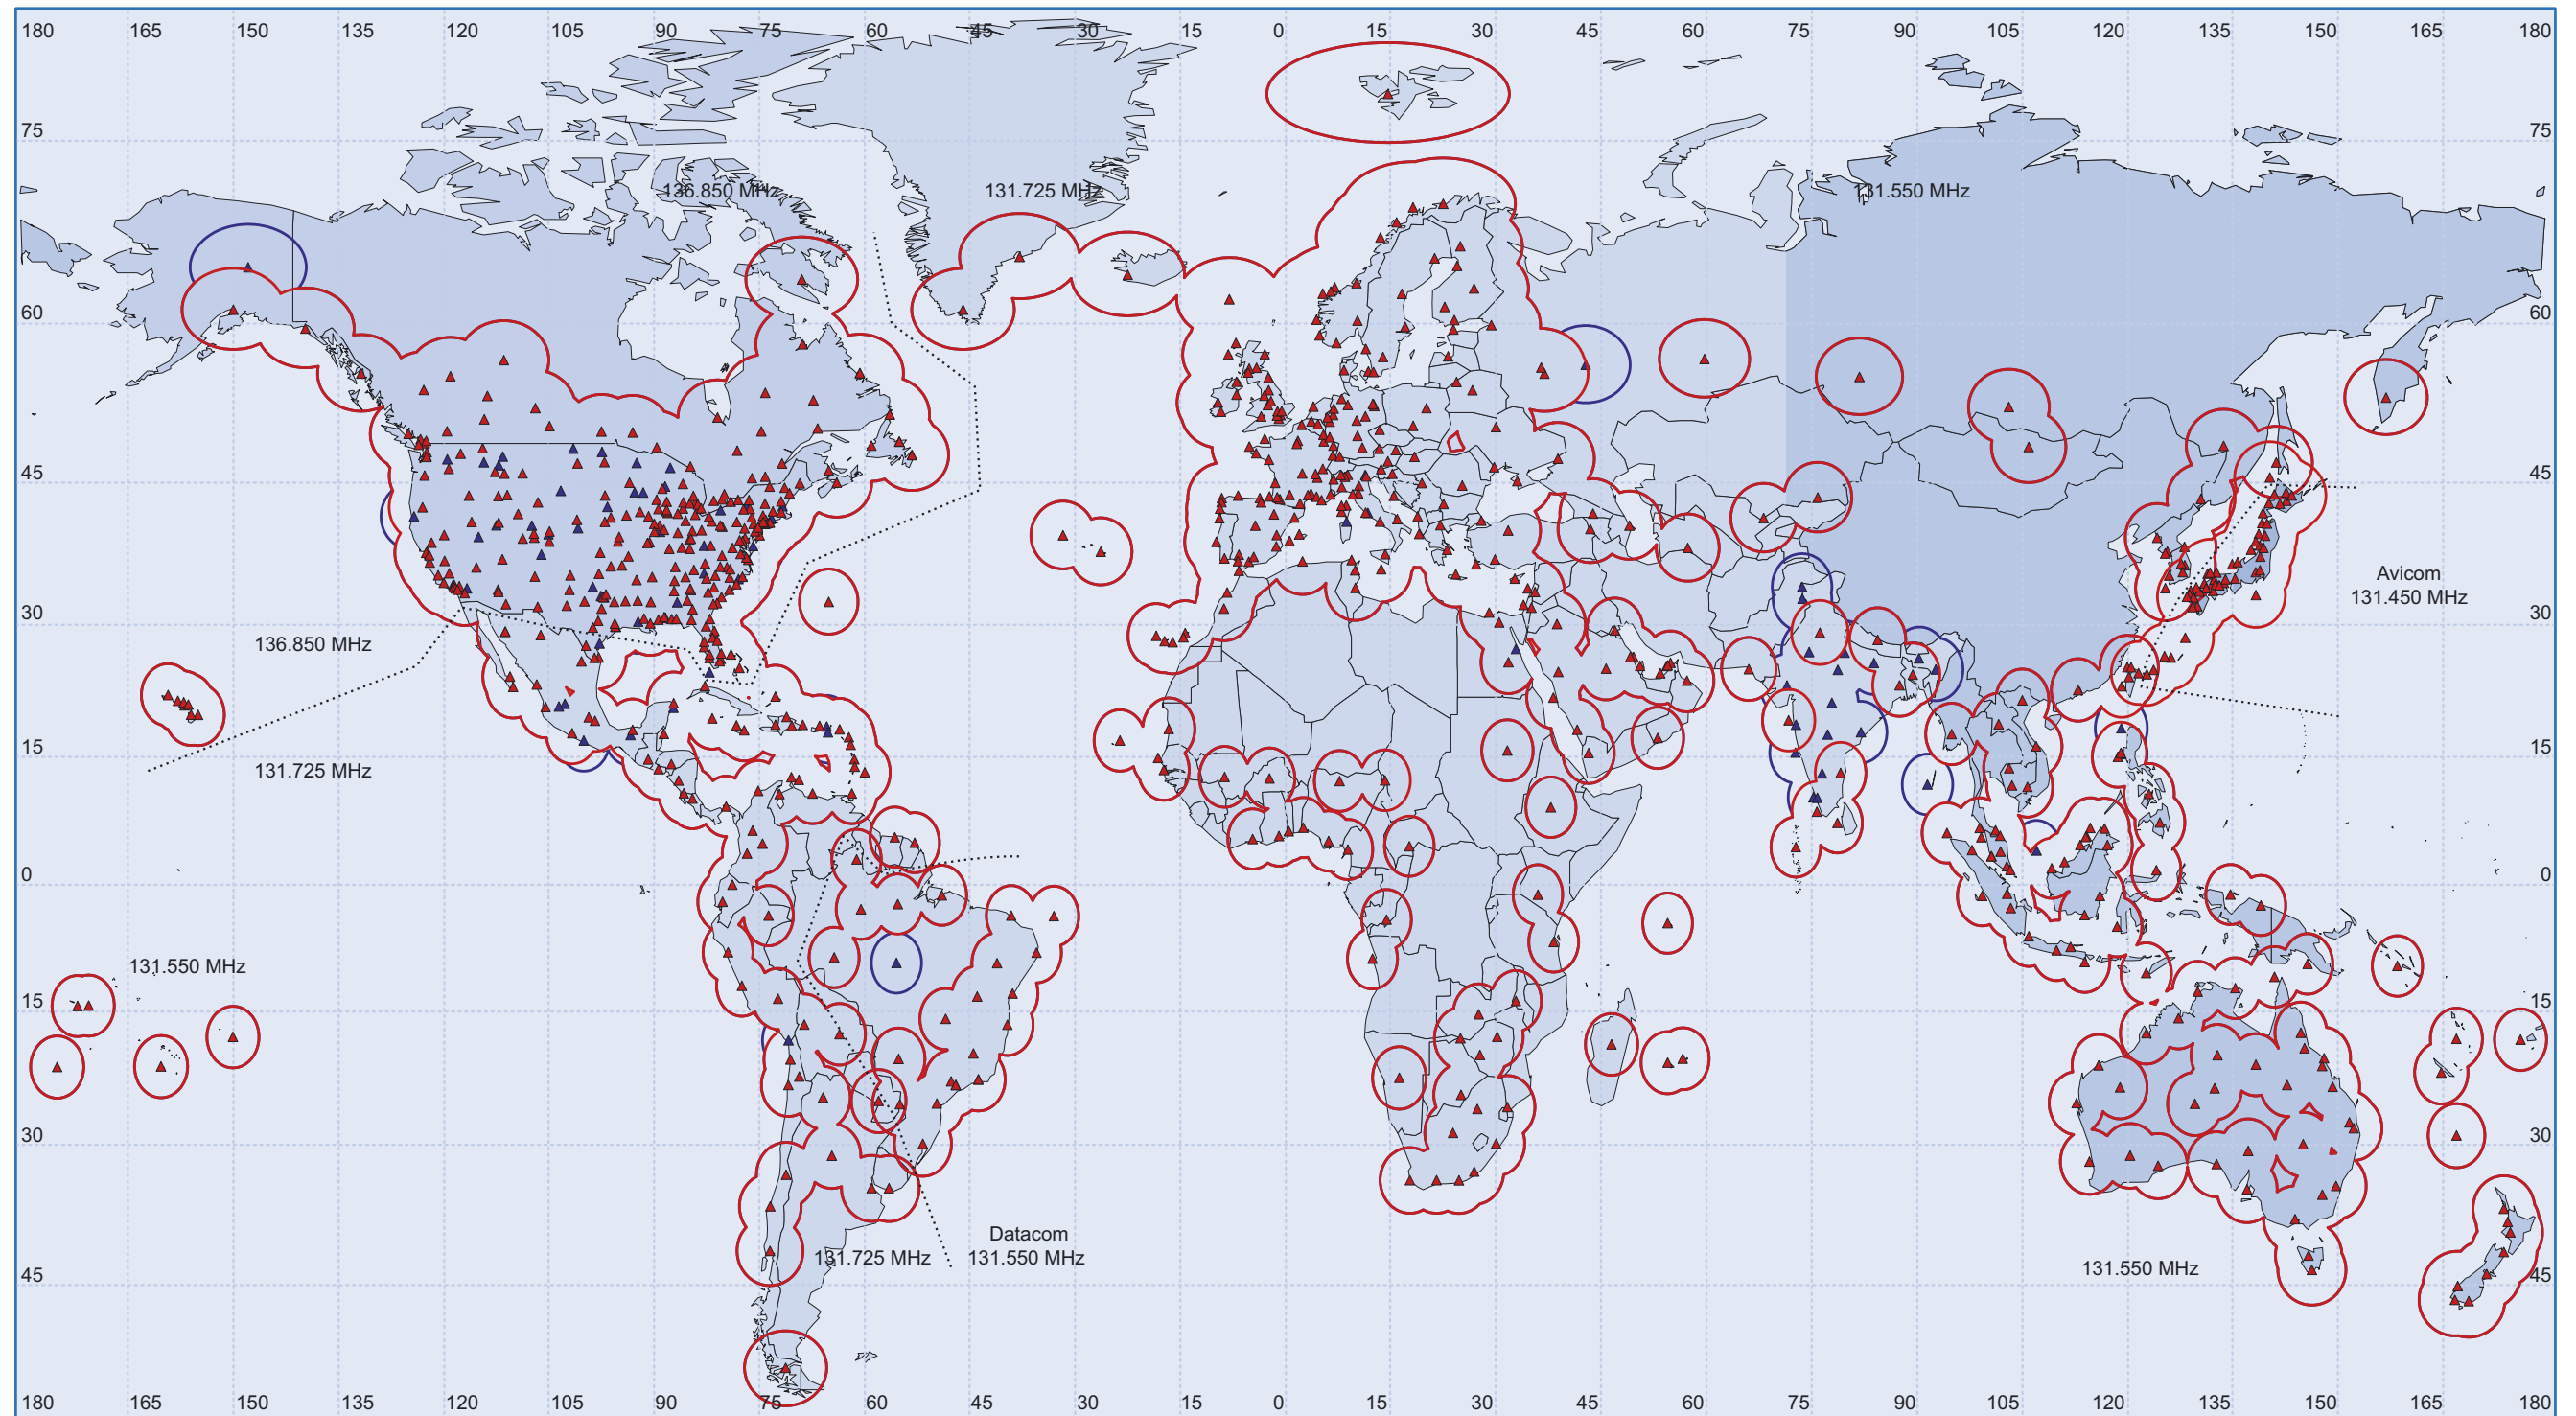 180 165 150 135 120 105 90 75 60 45 30 15 0 15 30 45 60 75 90 105 120 135 150 165 180
75 75
136.850 MHz 131.725 MHz 131.550 MHz
60 60
45 45
Avicom
131.450 MHz
30 30
136.850 MHz
131.725 MHz
15 15
0 0
131.550 MHz
15 15
30 30
Datacom
131.725 MHz 131.550 MHz
131.550 MHz
45 45
180 165 150 135 120 105 90 75 60 45 30 15 0 15 30 45 60 75 90 105 120 135 150 165 180